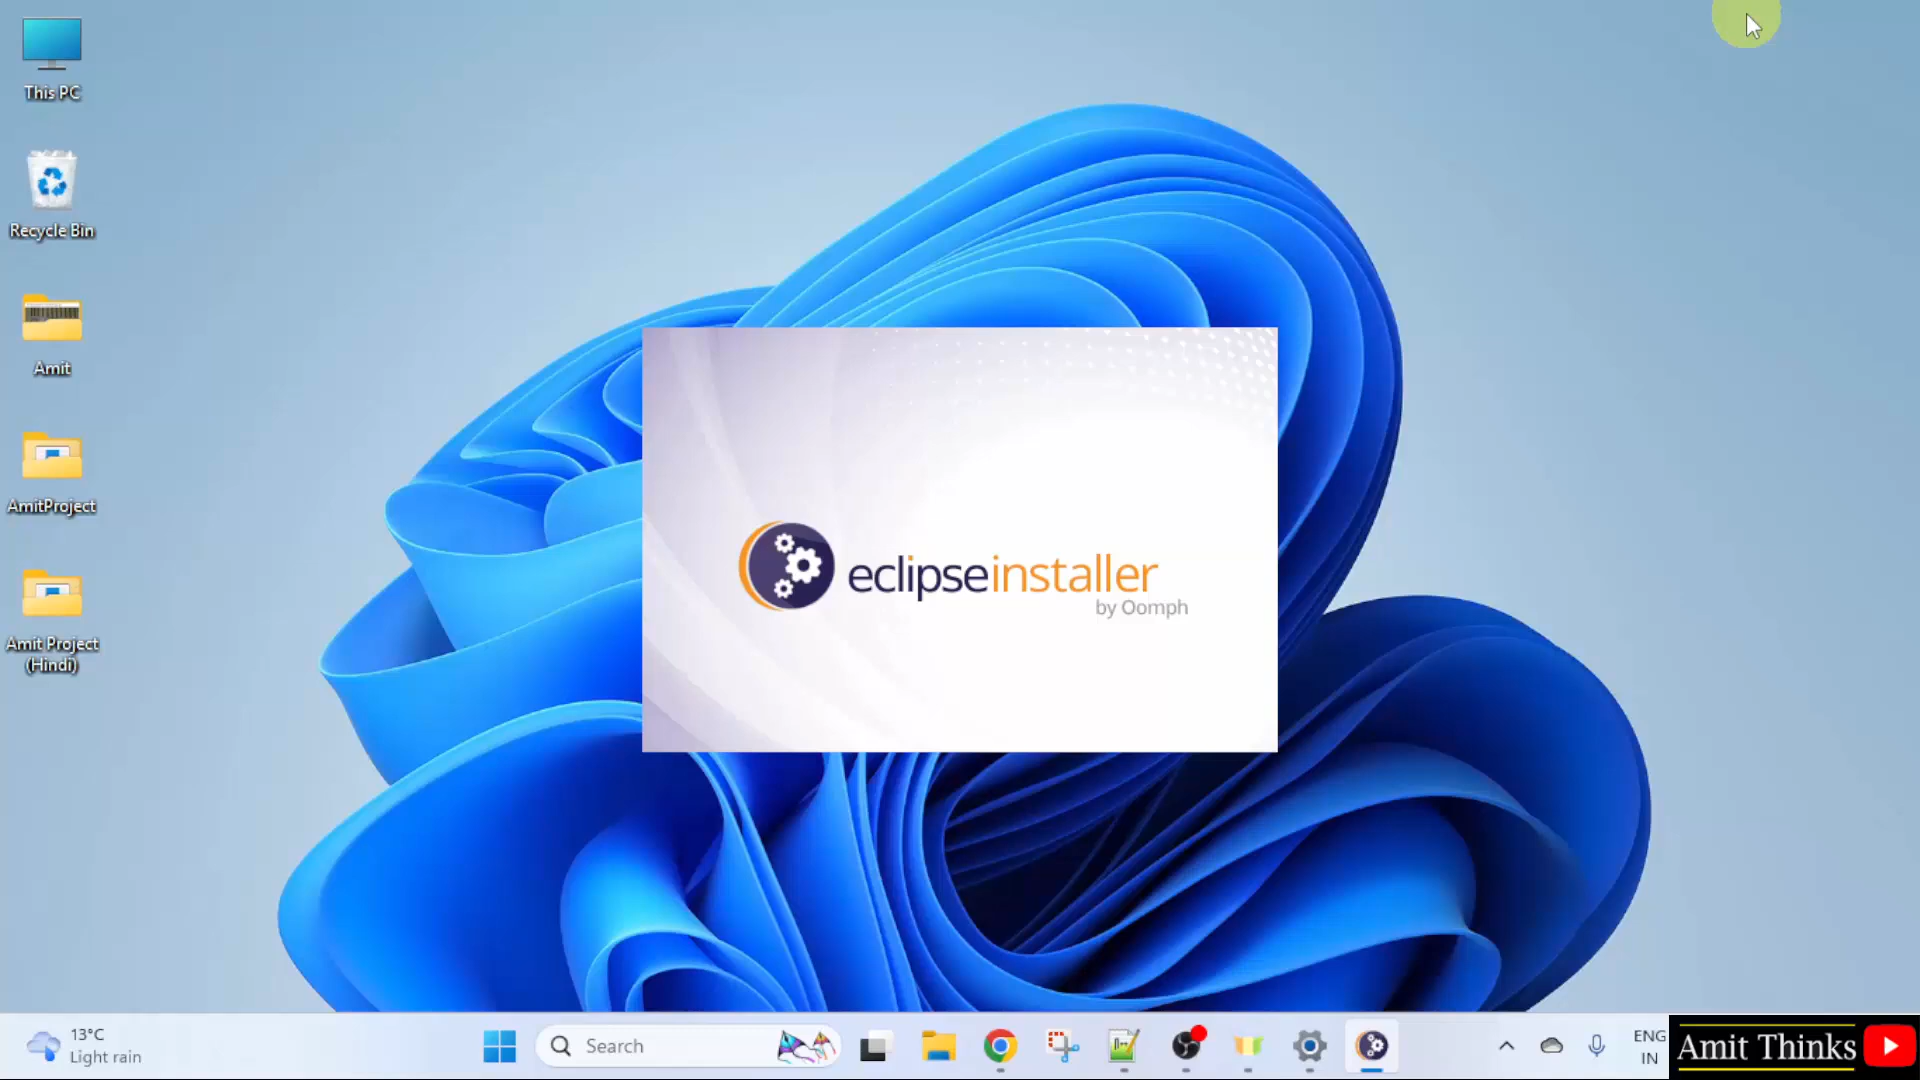 This PC
Recycle Bin
Amit
AmitProject
Amit Project
(Hindi)
eclipseinstaller
by Oomph
13°C
Light rain
Search
ENG
IN
Amit Thinks